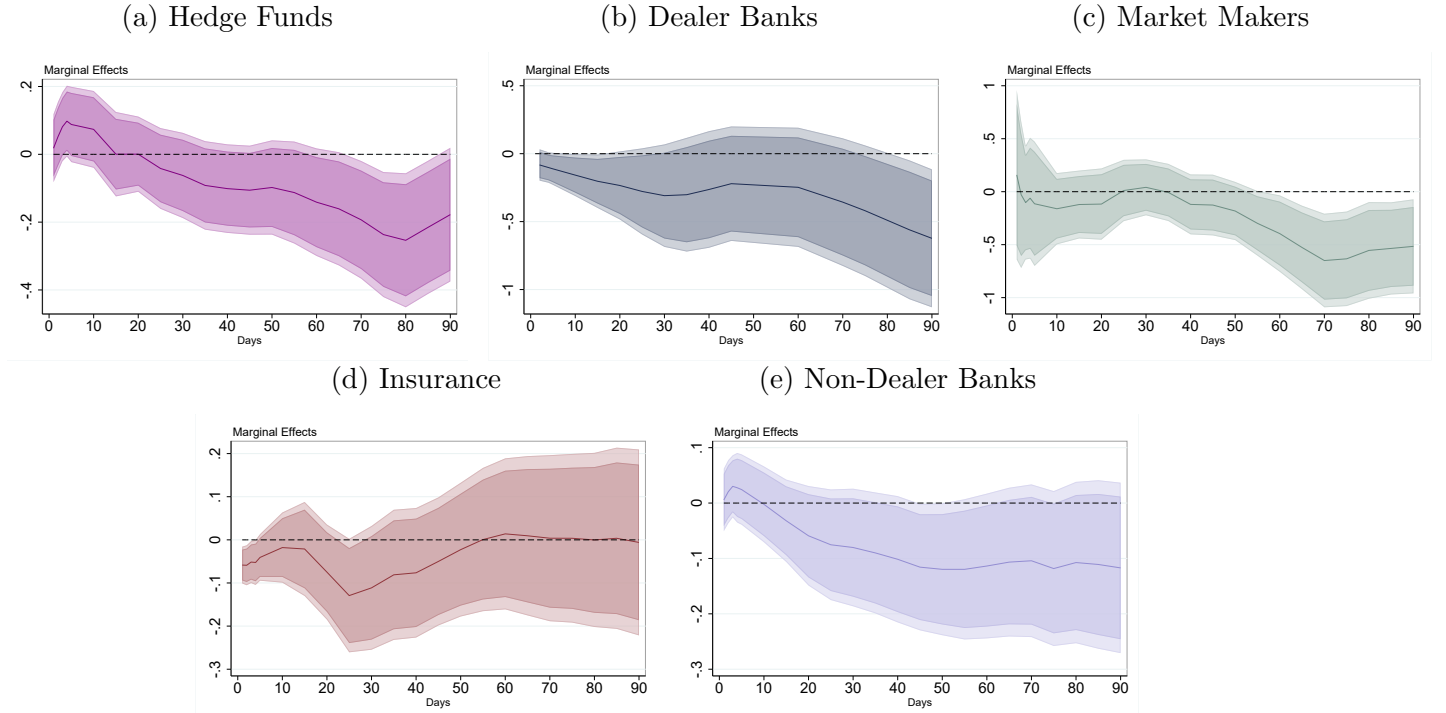 (a) Hedge Funds
(b) Dealer Banks
(c) Market Makers
Marginal Effects
.2
0
-.2
-.4
0 10 20 30 40 50 60 70 80 90
Days
Marginal Effects
.5
0
-.5
-1
0 10 20 30 40 50 60 70 80 90
Days
Marginal Effects
1
.5
0
-.5
-1
0 10 20 30 40 50 60 70 80 90
Days
(d) Insurance
(e) Non-Dealer Banks
Marginal Effects
.2
.1
0
-.1
-.2
-.3
0 10 20 30 40 50 60 70 80 90
Days
Marginal Effects
.1
0
-.1
-.2
-.3
0 10 20 30 40 50 60 70 80 90
Days